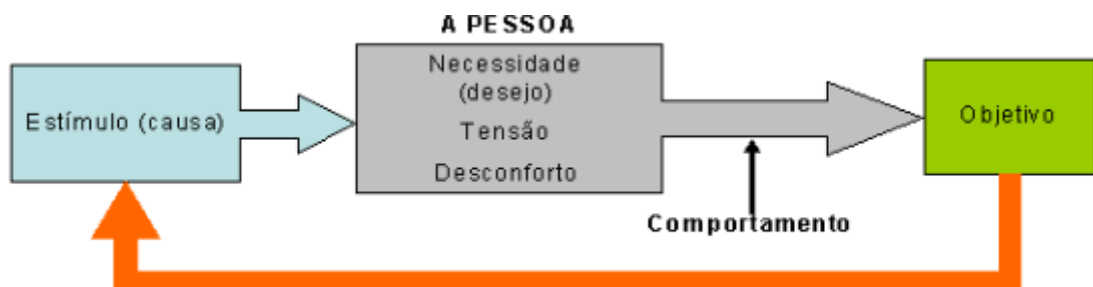 A PESSOA
Estímulo (causa)
Necessidade
(desejo)
Tensão
Desconforto
Objetivo
Comportamento